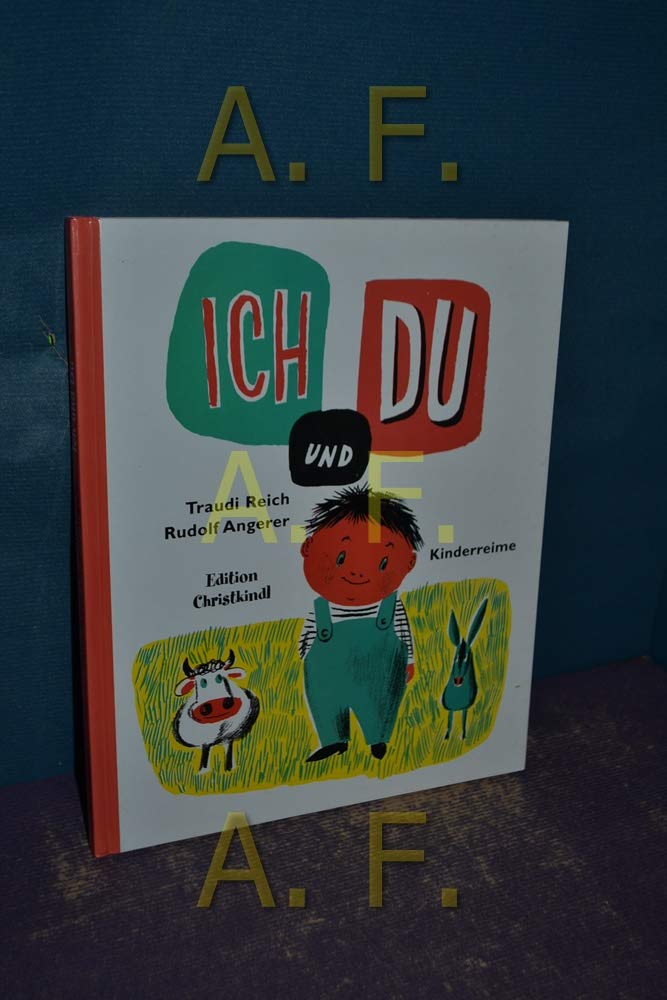 A. F.
ICH
UND
DU
Traudi Reich
Rudolf Angerer
A. F.
Kinderreime
Edition
Christkindl
A. F.